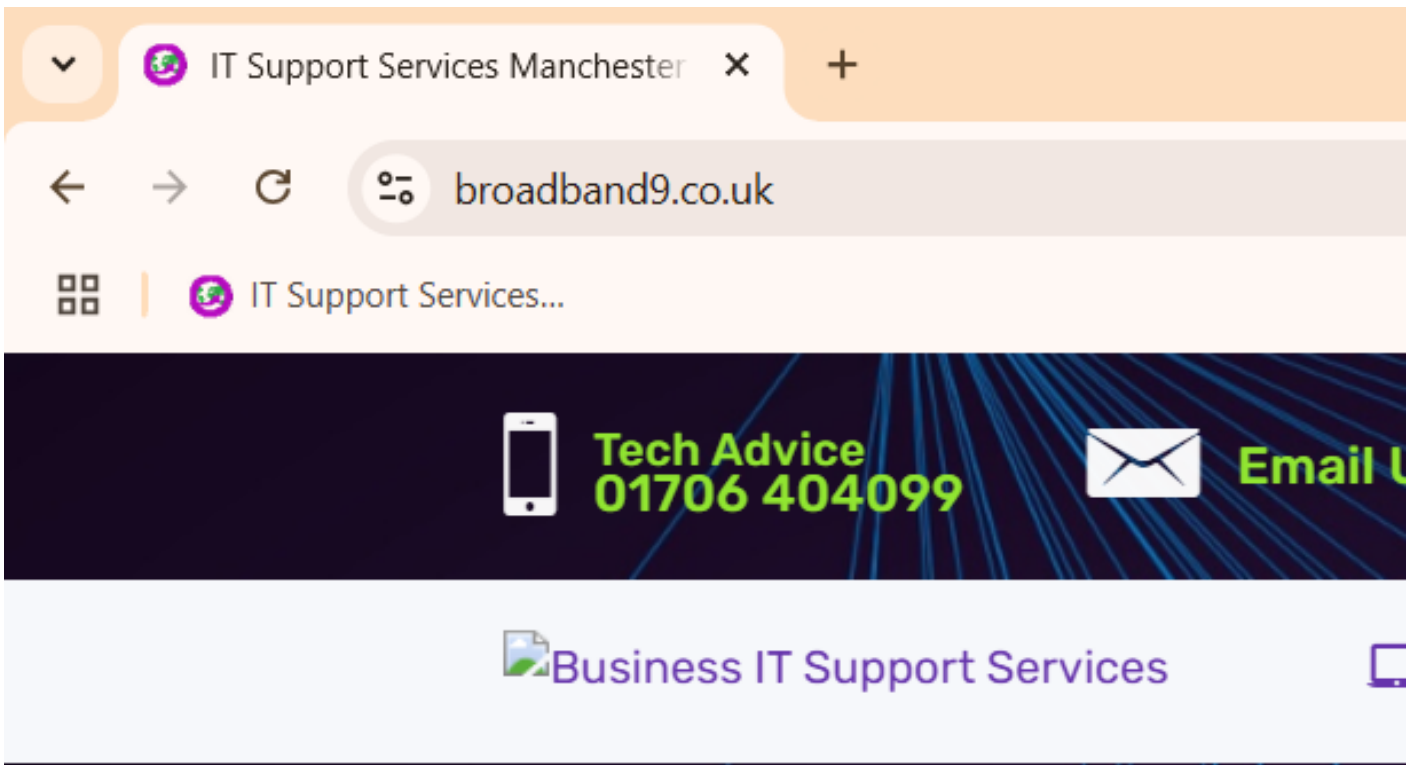 IT Support Services Manchester
broadband9.co.uk
IT Support Services...
Tech Advice
01706 404099
Email
Business IT Support Services